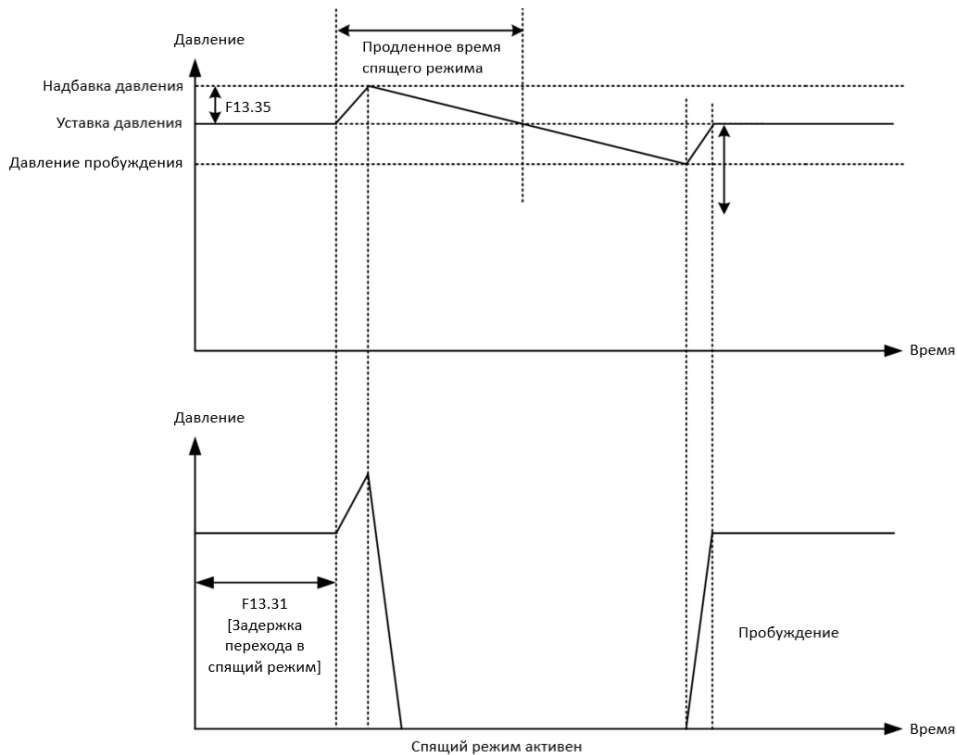 Давление
Продленное время
спящего режима
Надбавка давления
F13.35
Уставка давления
Давление пробуждения
Время
Давление
F13.31
[Задержка
перехода в
спящий режим]
Пробуждение
Время
Спящий режим активен